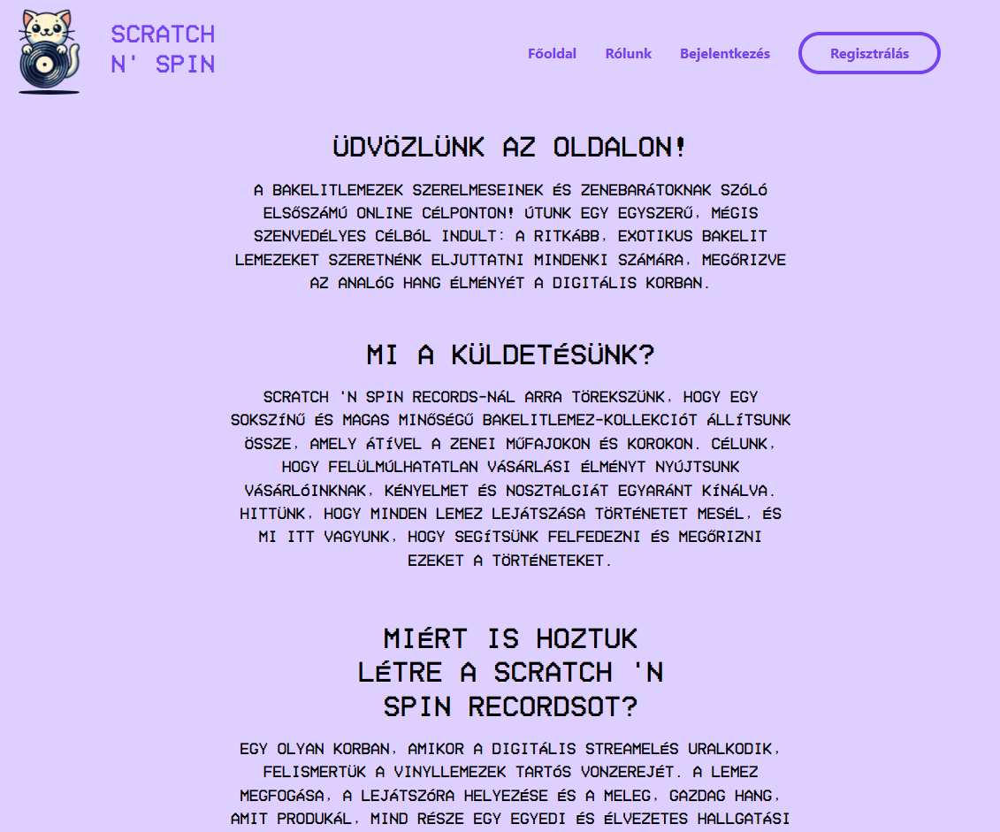 SCRATCH
N' SPIN
Főoldal Rólunk Bejelentkezés Regisztrálás
ÜDVÖZLÜNK AZ OLDALON!
A BAKELITLEMEZEK SZERELMESEINEK ÉS ZENEBARÁTOKNAK SZÓLÓ
ELSŐSZÁMÚ ONLINE CÉLPONTON! ÚTUNK EGY EGYSZERŰ, MÉGIS
SZENVEDÉLYES CÉLBÓL INDULT: A RITKÁBB, EXOTIKUS BAKELIT
LEMEZEKET SZERETNÉNK ELJUTTATNI MINDENKI SZÁMÁRA, MEGŐRIZVE
AZ ANALÓG HANG ÉLMÉNYÉT A DIGITÁLIS KORBAN.
MI A KÜLDETÉSÜNK?
SCRATCH 'N SPIN RECORDS-NÁL ARRA TÖREKSZÜNK, HOGY EGY
SOKSZÍNŰ ÉS MAGAS MINŐSÉGŰ BAKELITLEMEZ-KOLLEKCIÓT ÁLLÍTSUNK
ÖSSZE, AMELY ÁTÍVEL A ZENEI MŰFAJOKON ÉS KOROKON. CÉLUNK,
HOGY FELÜLMÚLHATATLAN VÁSÁRLÁSI ÉLMÉNYT NYÚJTSUNK
VÁSÁRLÓINKNAK, KÉNYELMET ÉS NOSZTALGIÁT EGYARÁNT KÍNÁLVA.
HITTÜNK, HOGY MINDEN LEMEZ LEJÁTSZÁSA TÖRTÉNETET MESÉL, ÉS
MI ITT VAGYUNK, HOGY SEGÍTSÜNK FELFEDEZNI ÉS MEGŐRIZNI
EZEKET A TÖRTÉNETEKET.
MIÉRT IS HOZTUK
LÉTRE A SCRATCH 'N
SPIN RECORDSOT?
EGY OLYAN KORBAN, AMIKOR A DIGITÁLIS STREAMELÉS URALKODIK,
FELISMERTÜK A VINYLLEMEZEK TARTÓS VONZEREJÉT. A LEMEZ
MEGFOGÁSA, A LEJÁTSZÓRA HELYEZÉSE ÉS A MELEG, GAZDAG HANG,
AMIT PRODUKÁL, MIND RÉSZE EGY EGYEDI ÉS ÉLVEZETES HALLGATÁSI